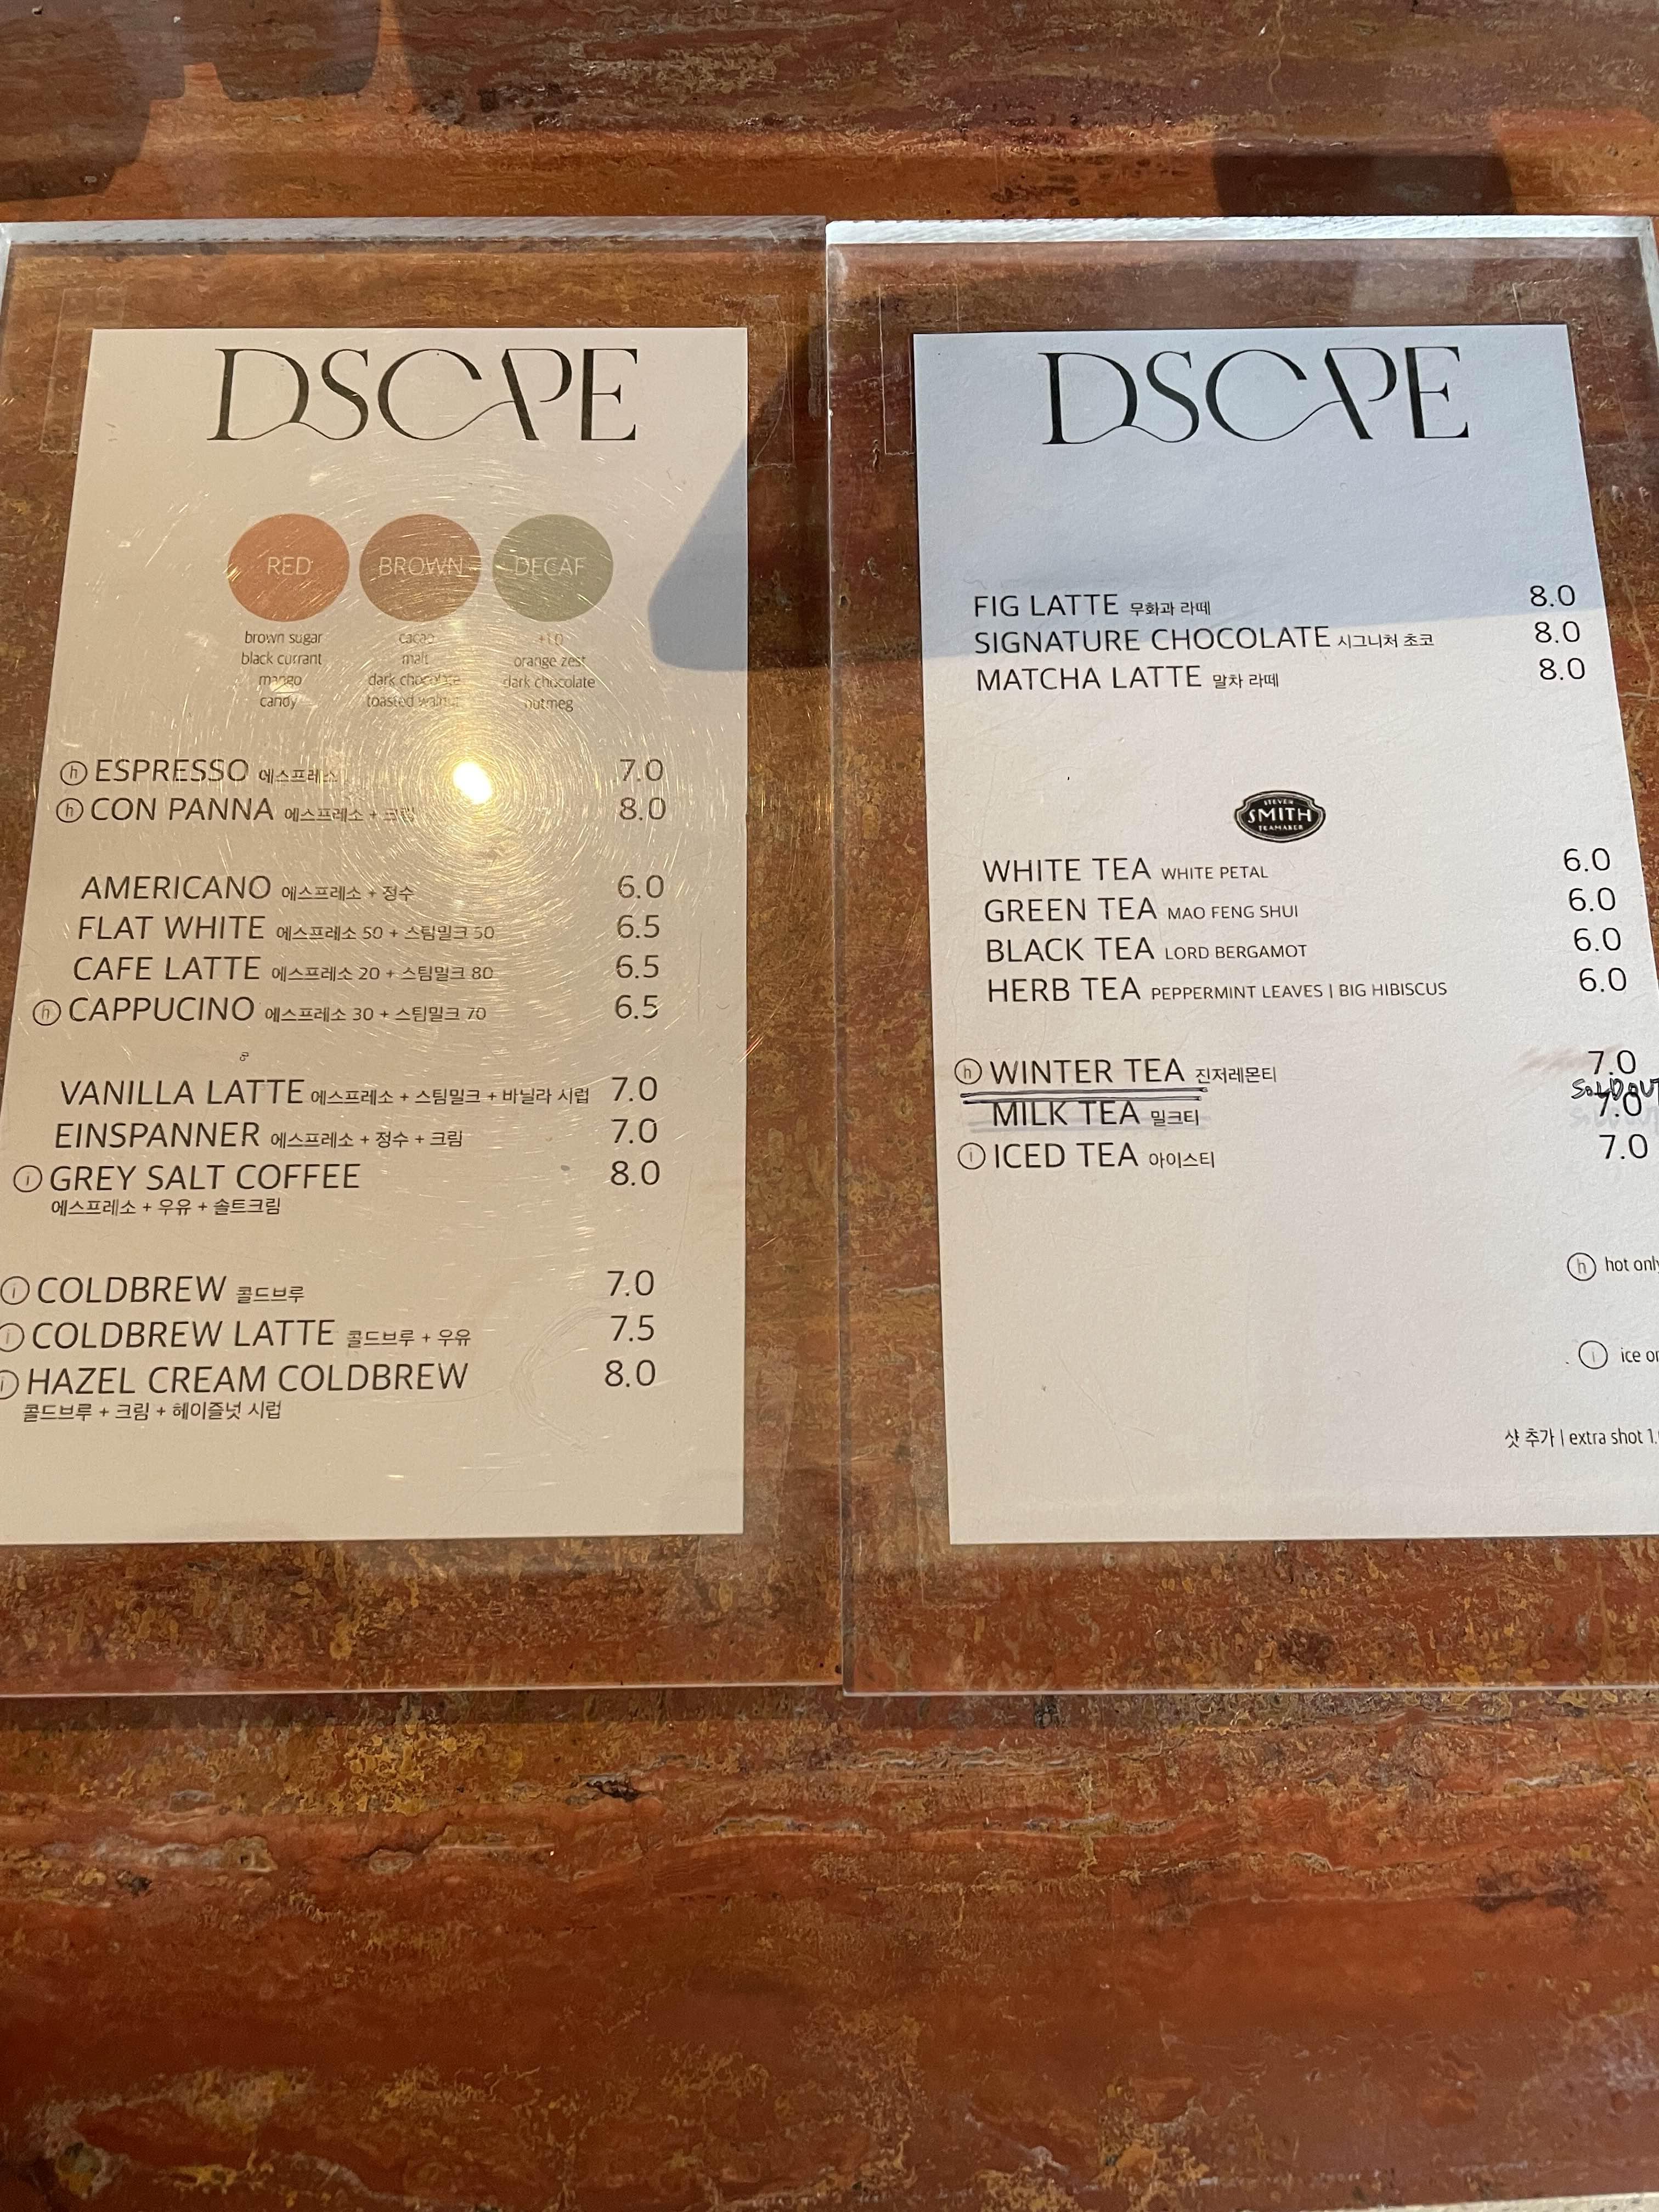 DSCAPE
RED
brown sugar
black currant
mango
candy
BROWN
cacao
malt
dark chocolate
toasted walnut
DECAF
+1.0
orange zest
dark chocolate
nutmeg
h ESPRESSO 에스프레소 7.0
h CON PANNA 에스프레소 + 크림 8.0
AMERICANO 에스프레소 + 정수 6.0
FLAT WHITE 에스프레소 50 + 스팀밀크 50 6.5
CAFE LATTE 에스프레소 20 + 스팀밀크 80 6.5
h CAPPUCINO 에스프레소 30 + 스팀밀크 70 6.5
VANILLA LATTE 에스프레소 + 스팀밀크 + 바닐라 시럽 7.0
EINSPANNER 에스프레소 + 정수 + 크림 7.0
i GREY SALT COFFEE 8.0
에스프레소 + 우유 + 솔트크림
i COLDBREW 콜드브루 7.0
i COLDBREW LATTE 콜드브루 + 우유 7.5
i HAZEL CREAM COLDBREW 8.0
콜드브루 + 크림 + 헤이즐넛 시럽
DSCAPE
FIG LATTE 무화과 라떼 8.0
SIGNATURE CHOCOLATE 시그니처 초코 8.0
MATCHA LATTE 말차 라떼 8.0
STEVEN
SMITH
TEAMAKER
WHITE TEA WHITE PETAL 6.0
GREEN TEA MAO FENG SHUI 6.0
BLACK TEA LORD BERGAMOT 6.0
HERB TEA PEPPERMINT LEAVES | BIG HIBISCUS 6.0
h WINTER TEA 진저레몬티 7.0
SOLDOUT
MILK TEA 밀크티 7.0
i ICED TEA 아이스티 7.0
h hot only
i ice
샷 추가 | extra shot